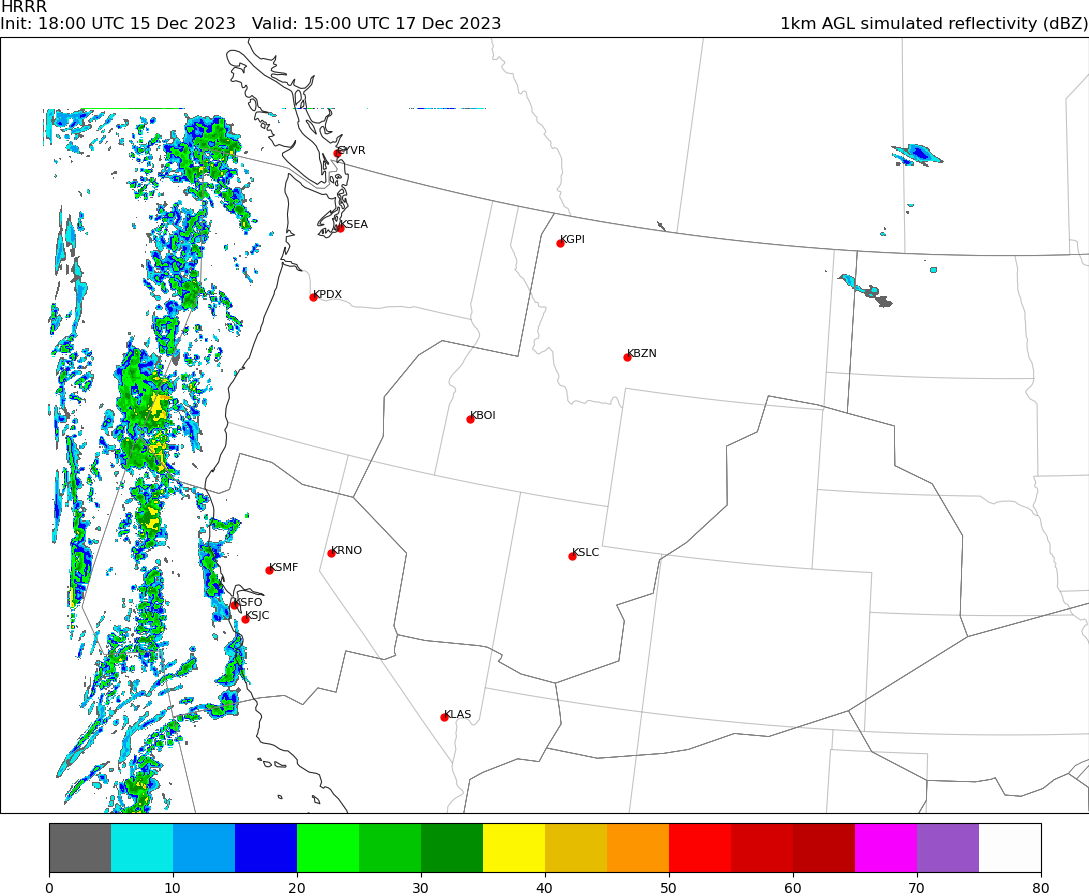 HRRR
Init: 18:00 UTC 15 Dec 2023   Valid: 15:00 UTC 17 Dec 2023
1km AGL simulated reflectivity (dBZ)
CYVR
KSEA
KGPI
KPDX
KBZN
KBOI
KRNO
KSLC
KSMF
KSFO
KSJC
KLAS
0 10 20 30 40 50 60 70 80